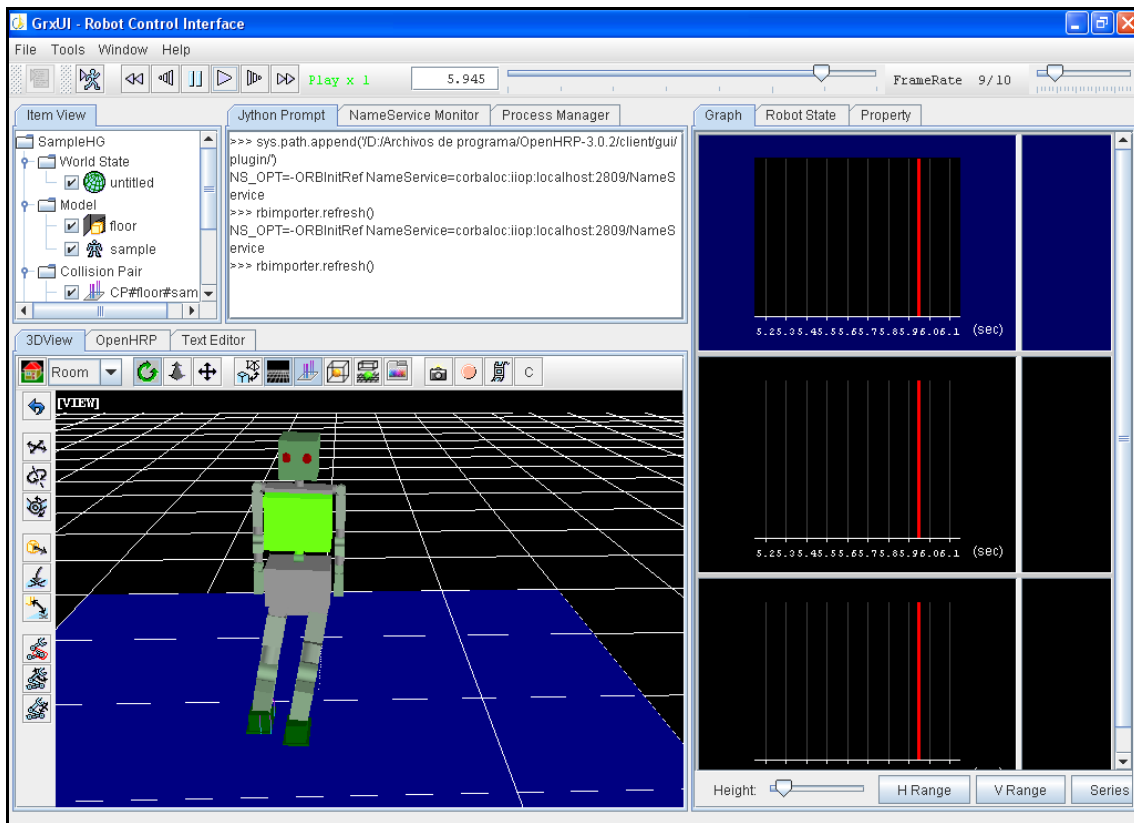 GrxUI - Robot Control Interface
File Tools Window Help
Play x 1 5.945 FrameRate 9/10
Item View
SampleHG
World State
untitled
Model
floor
sample
Collision Pair
CP#floor#sam
Jython Prompt NameService Monitor Process Manager
>>> sys.path.append('/D:/Archivos de programa/OpenHRP-3.0.2/client/gui/
plugin/')
NS_OPT=-ORBInitRef NameService=corbaloc:iiop:localhost:2809/NameS
ervice
>>> rbimporter.refresh()
NS_OPT=-ORBInitRef NameService=corbaloc:iiop:localhost:2809/NameS
ervice
>>> rbimporter.refresh()
3DView OpenHRP Text Editor
Room C
[VIEW]
Graph Robot State Property
5.25.35.45.55.65.75.85.96.06.1 (sec)
5.25.35.45.55.65.75.85.96.06.1 (sec)
Height: H Range V Range Series